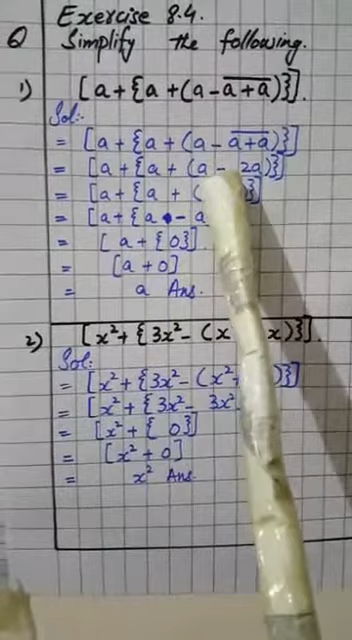 Exercise 8.4.
Q Simplify the following.
1) [a + {a + (a - a̅+̅a̅)}].
Sol:-
= [a + {a + (a - a̅+̅a̅)}]
= [a + {a + (a - 2a)}]
= [a + {a + ( )}]
= [a + {a - a
= [a + {0}]
= [a + 0]
= a Ans.
2) [x² + {3x² - (x x)}].
Sol:
= [x² + {3x² - (x²+ )}]
= [x² + {3x² - 3x²
= [x² + { 0}]
= [x² + 0]
= x² Ans